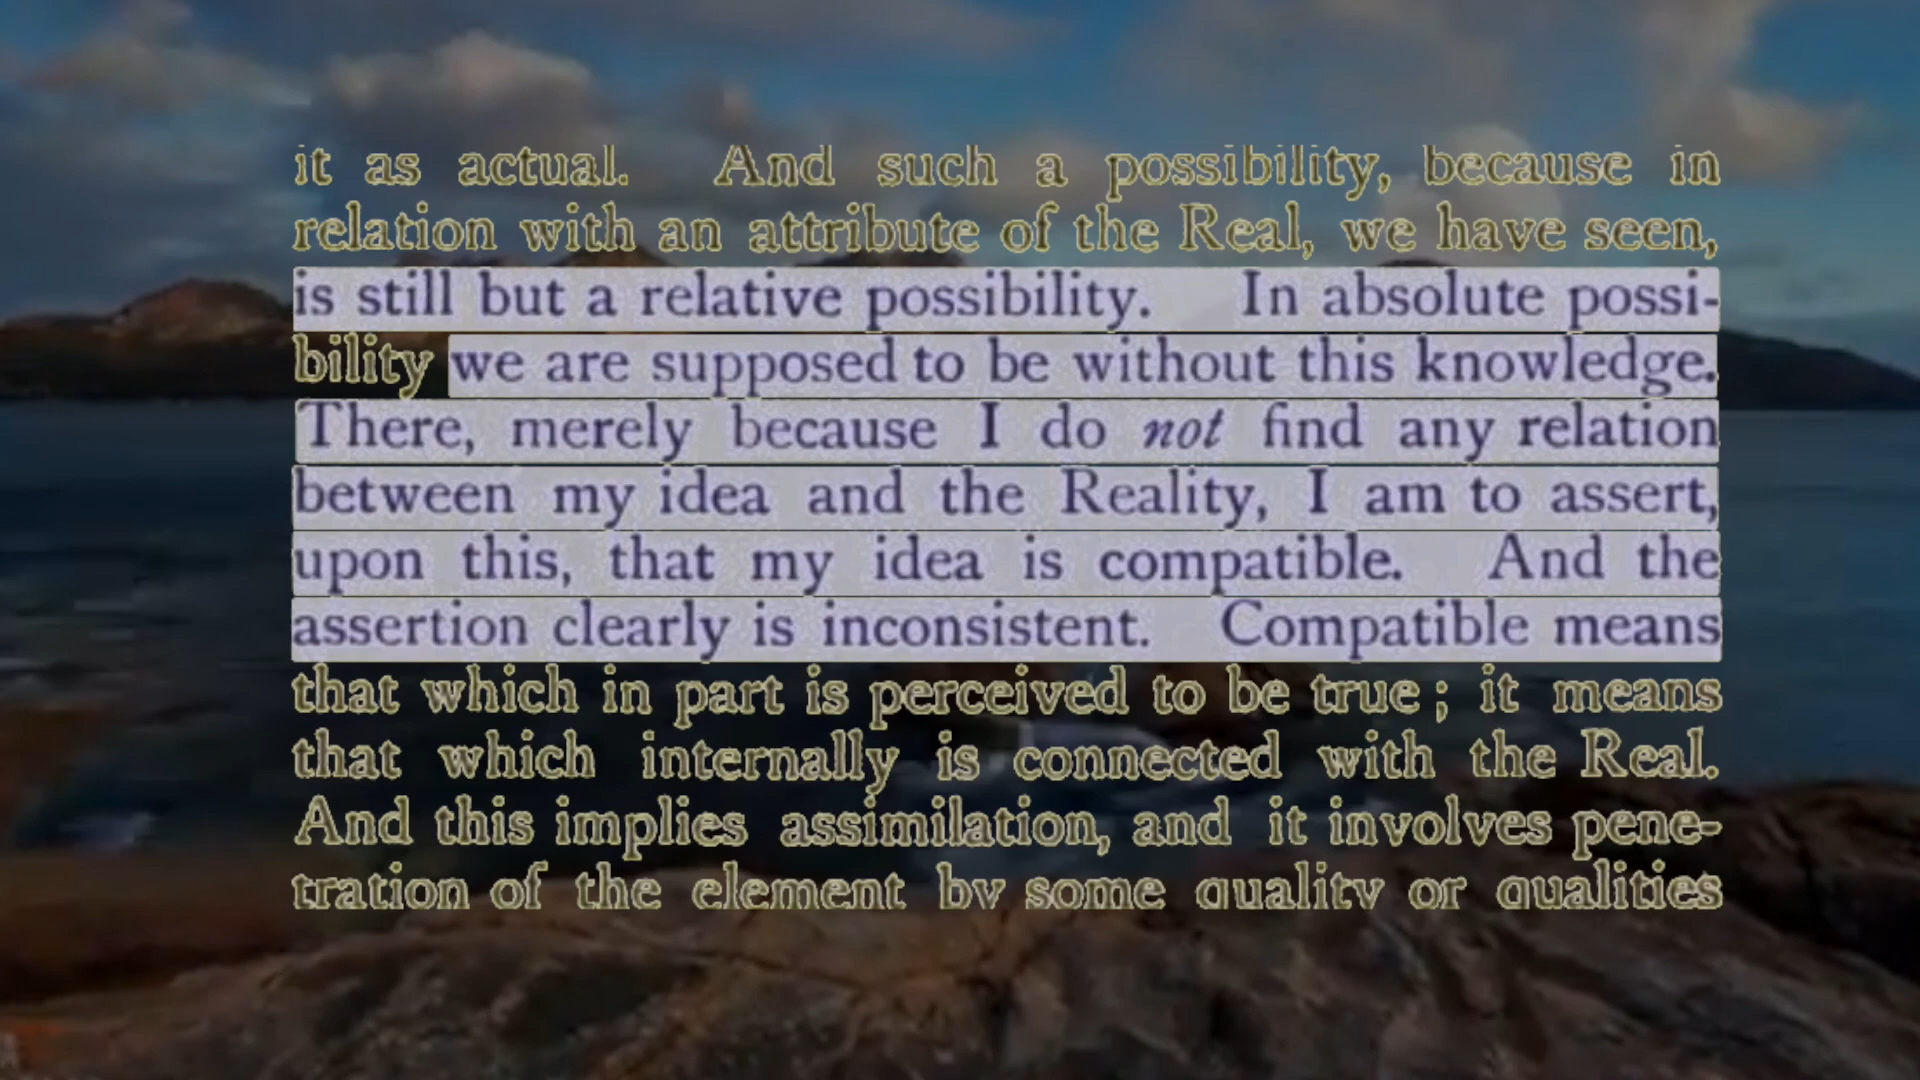 it as actual. And such a possibility, because in
relation with an attribute of the Real, we have seen,
is still but a relative possibility. In absolute possi-
bility we are supposed to be without this knowledge.
There, merely because I do not find any relation
between my idea and the Reality, I am to assert,
upon this, that my idea is compatible. And the
assertion clearly is inconsistent. Compatible means
that which in part is perceived to be true ; it means
that which internally is connected with the Real.
And this implies assimilation, and it involves pene-
tration of the element by some quality or qualities